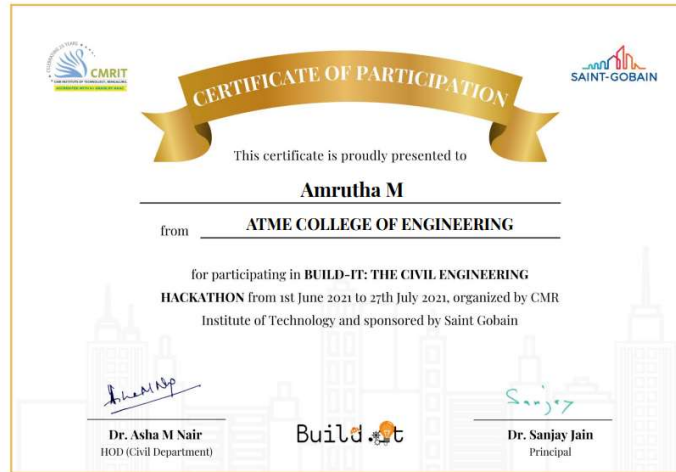 CMRIT
CERTIFICATE OF PARTICIPATION
SAINT-GOBAIN
This certificate is proudly presented to
Amrutha M
from ATME COLLEGE OF ENGINEERING
for participating in BUILD-IT: THE CIVIL ENGINEERING
HACKATHON from 1st June 2021 to 27th July 2021, organized by CMR
Institute of Technology and sponsored by Saint Gobain
Sanjay
Dr. Asha M Nair
HOD (Civil Department)
Build.it
Dr. Sanjay Jain
Principal